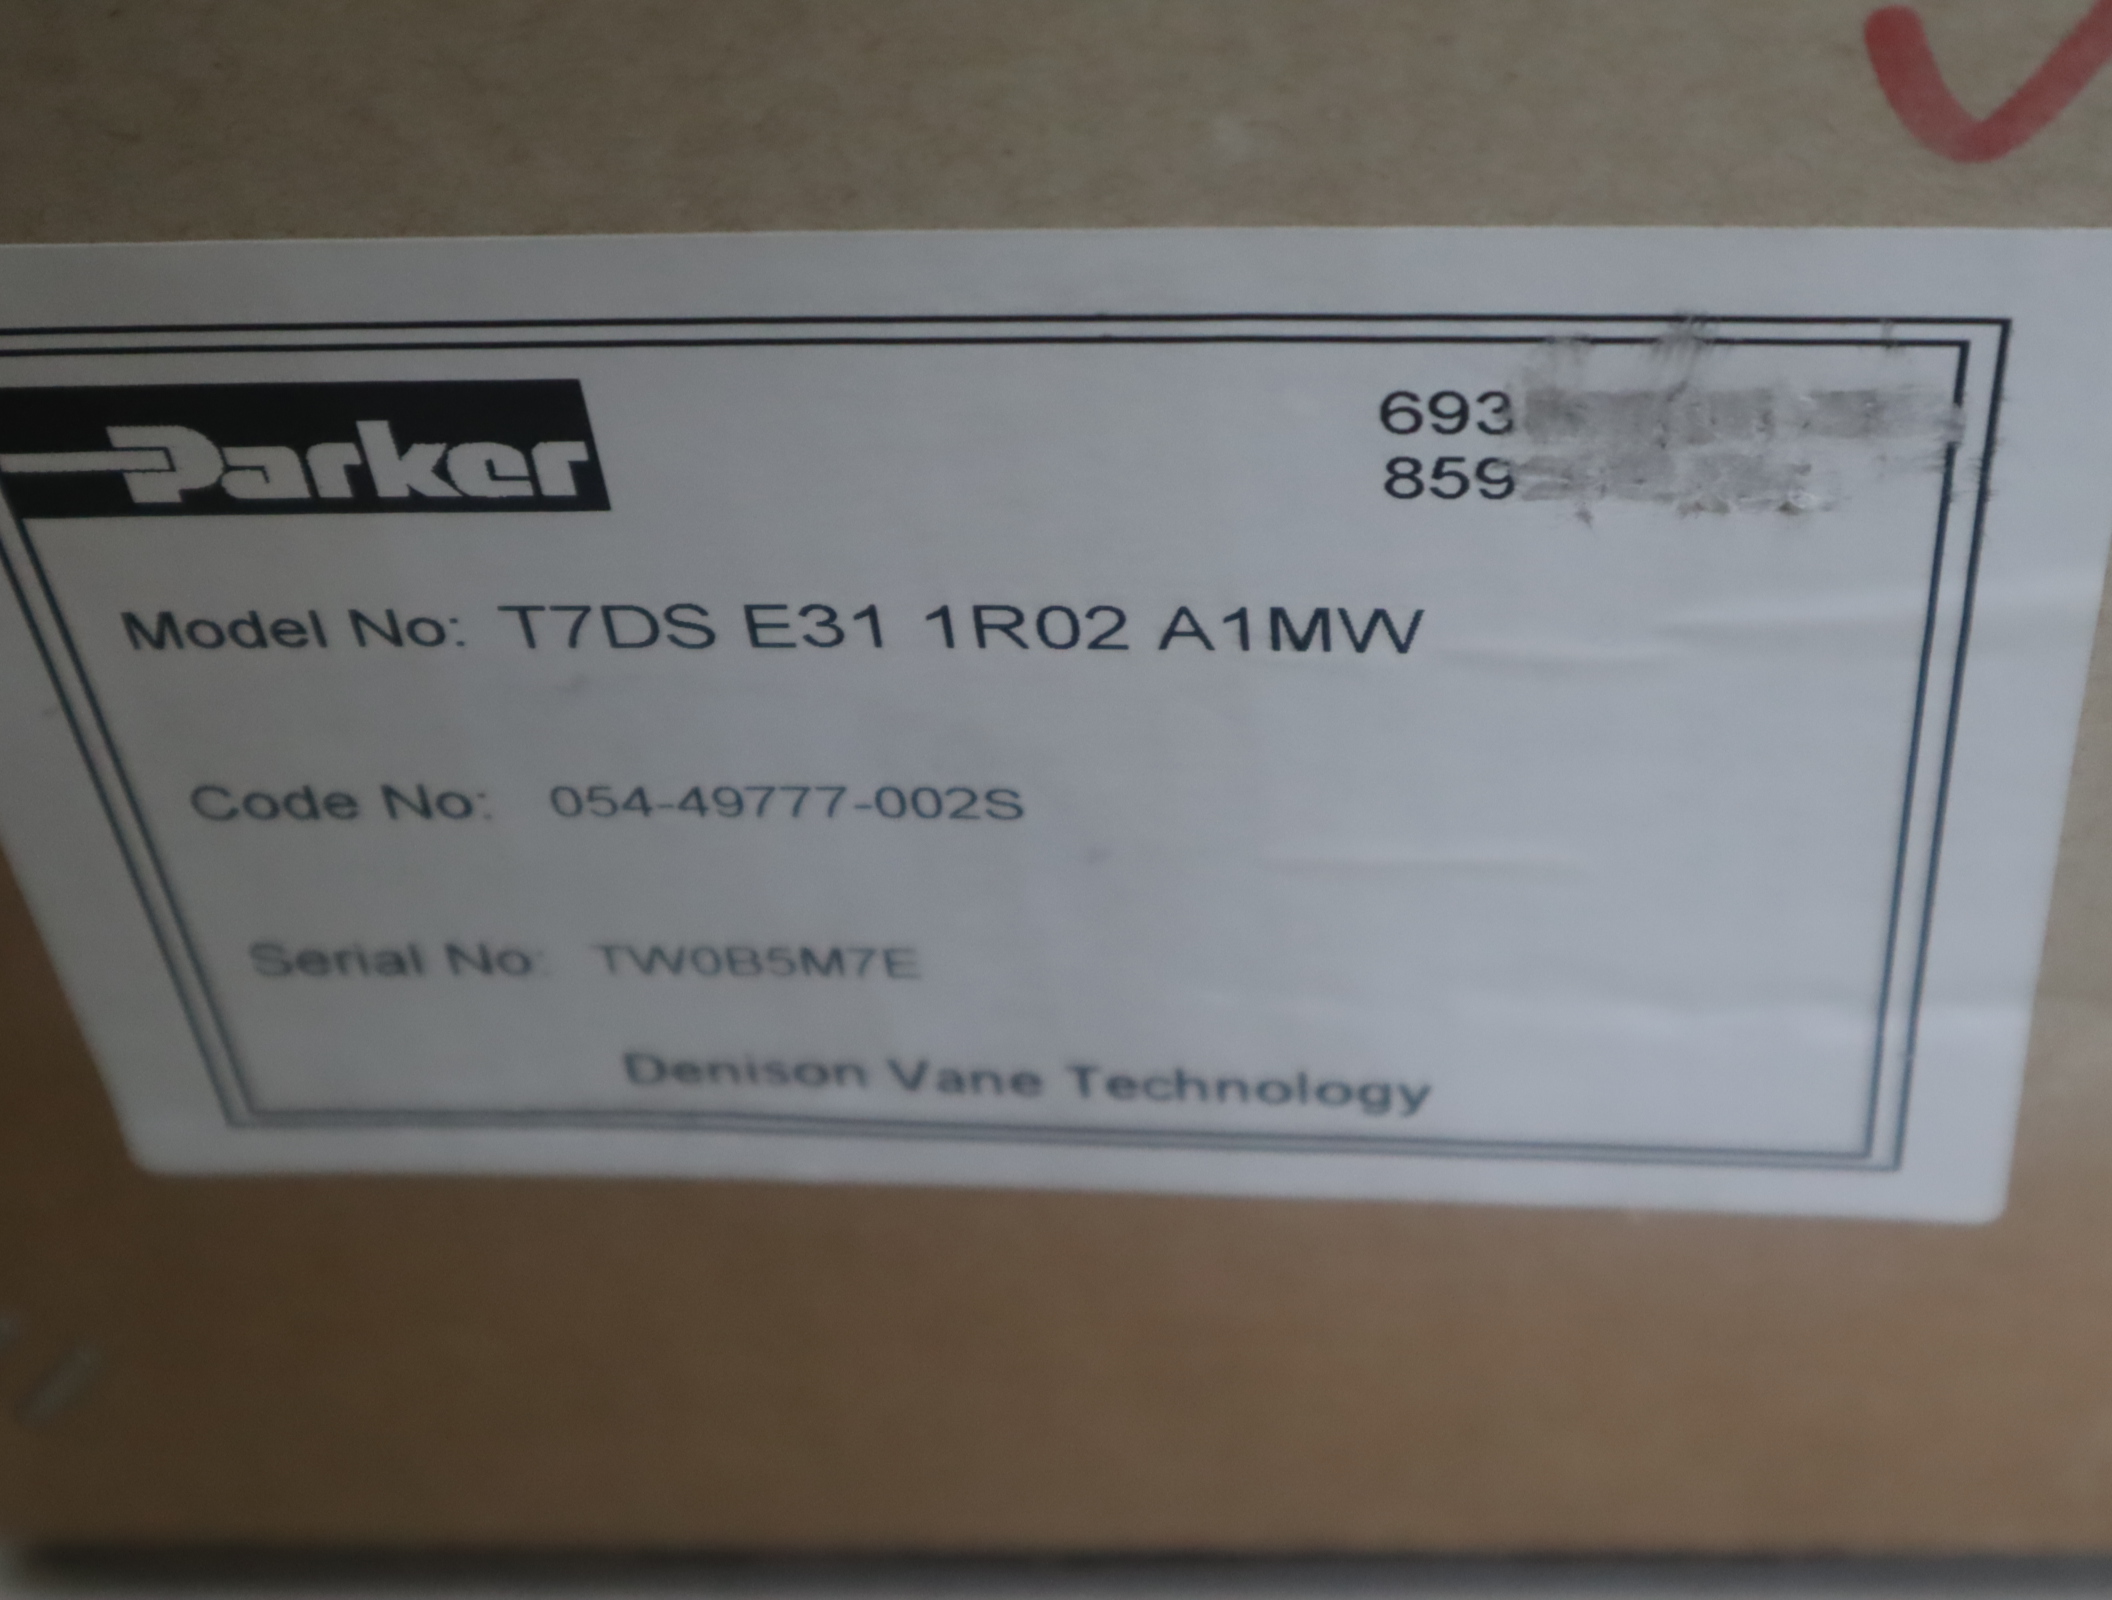 Parker
693
859
Model No: T7DS E31 1R02 A1MW
Code No: 054-49777-002S
Serial No: TW0B5M7E
Denison Vane Technology